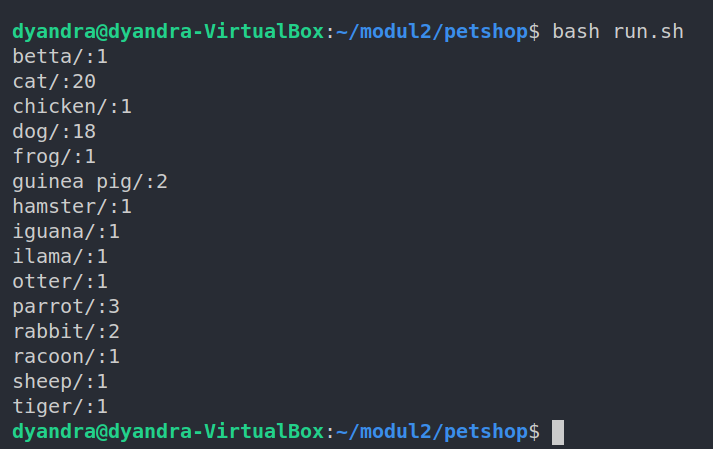 dyandra@dyandra-VirtualBox:~/modul2/petshop$ bash run.sh
betta/:1
cat/:20
chicken/:1
dog/:18
frog/:1
guinea pig/:2
hamster/:1
iguana/:1
ilama/:1
otter/:1
parrot/:3
rabbit/:2
racoon/:1
sheep/:1
tiger/:1
dyandra@dyandra-VirtualBox:~/modul2/petshop$